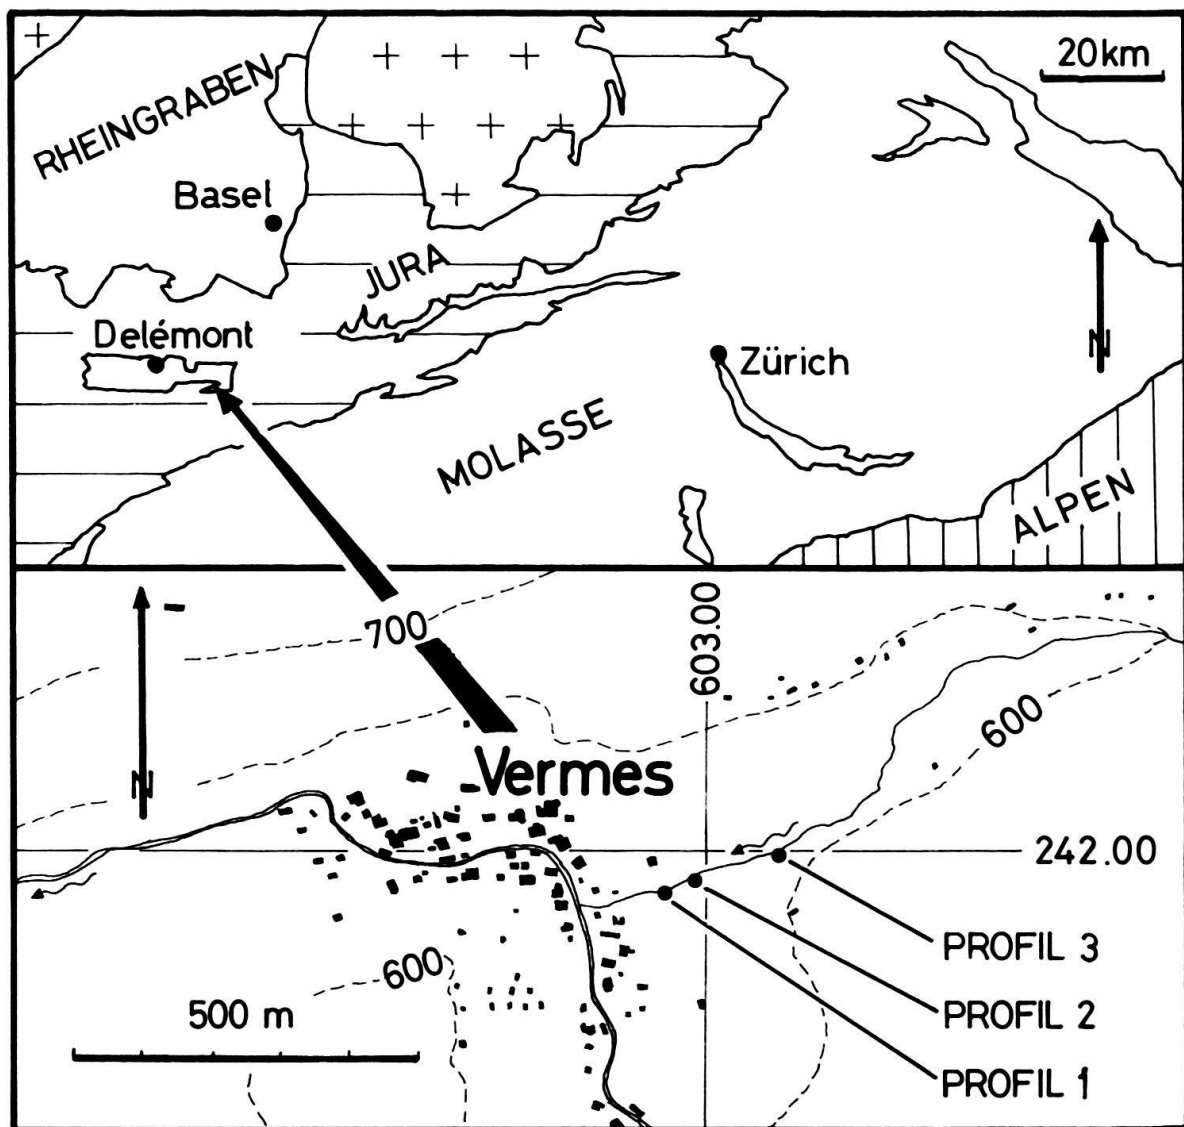 20km
RHEINGRABEN
Basel
JURA
N
Delémont
Zürich
MOLASSE
ALPEN
700
603.00
600
N
Vermes
242.00
PROFIL 3
600
500 m
PROFIL 2
PROFIL 1